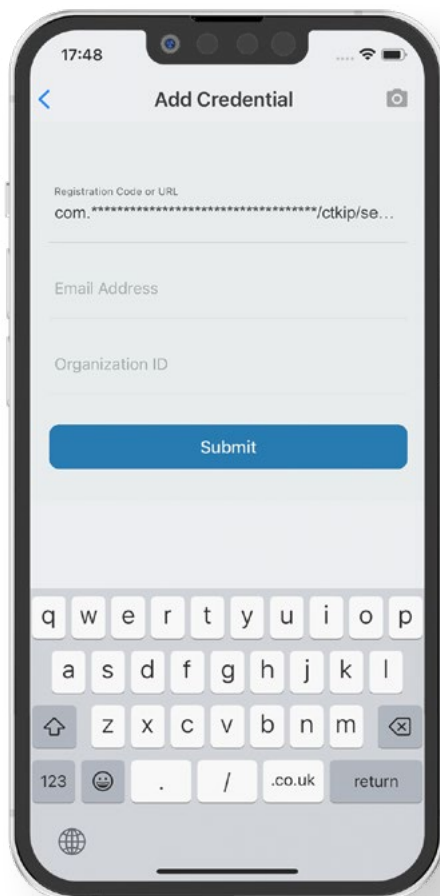 17:48
Add Credential
Registration Code or URL
com.***********************************/ctkip/se...
Email Address
Organization ID
Submit
q w e r t y u i o p
a s d f g h j k l
z x c v b n m
123 . / .co.uk return